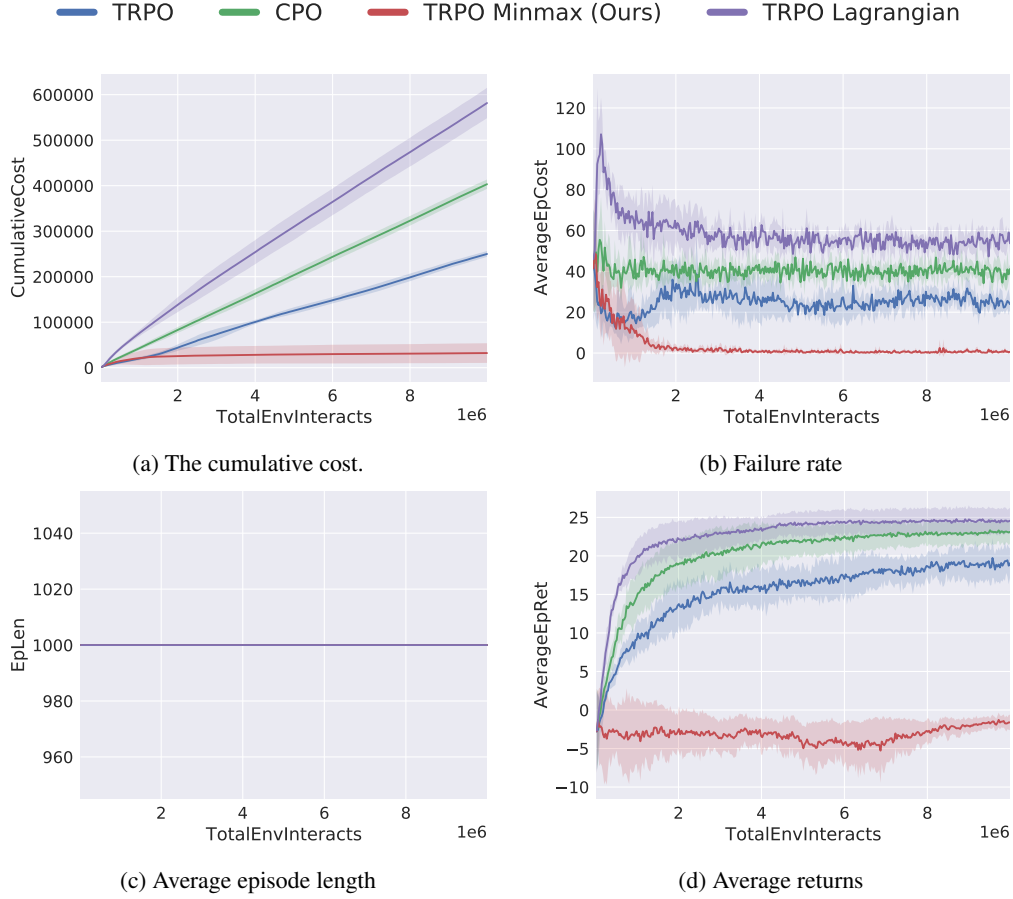 TRPO CPO TRPO Minmax (Ours) TRPO Lagrangian
600000
500000
400000
300000
200000
100000
0
CumulativeCost
2 4 6 8
1e6
TotalEnvInteracts
(a) The cumulative cost.
120
100
80
60
40
20
0
AverageEpCost
2 4 6 8
1e6
TotalEnvInteracts
(b) Failure rate
1040
1020
1000
980
960
EpLen
2 4 6 8
1e6
TotalEnvInteracts
(c) Average episode length
25
20
15
10
5
0
−5
−10
AverageEpRet
2 4 6 8
1e6
TotalEnvInteracts
(d) Average returns